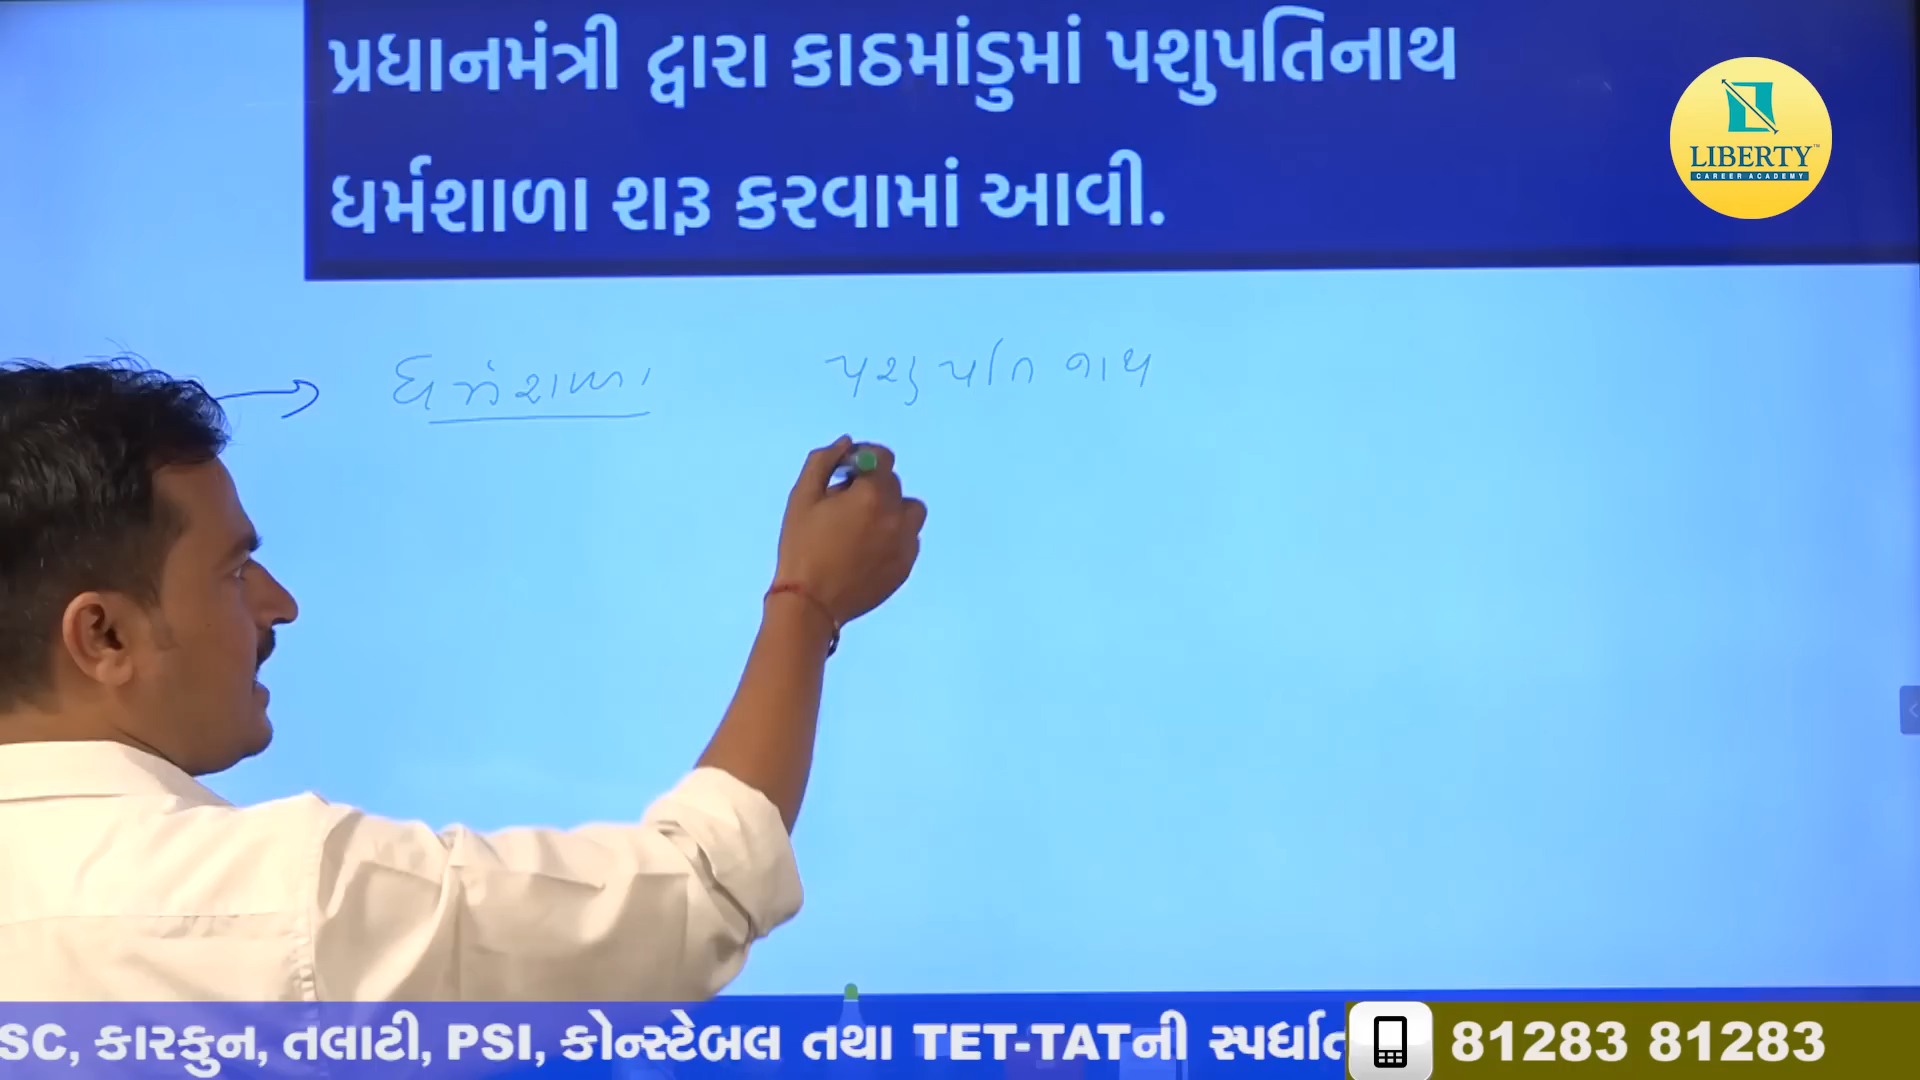 પ્રધાનમંત્રી દ્વારા કાઠમાંડુમાં પશુપતિનાથ
ધર્મશાળા શરૂ કરવામાં આવી.
LIBERTY™
CAREER ACADEMY
ધર્મશાળા પશુપતિ નાથ
SC, કારકુન, તલાટી, PSI, કોન્સ્ટેબલ તથા TET-TATની સ્પર્ધાત
81283 81283